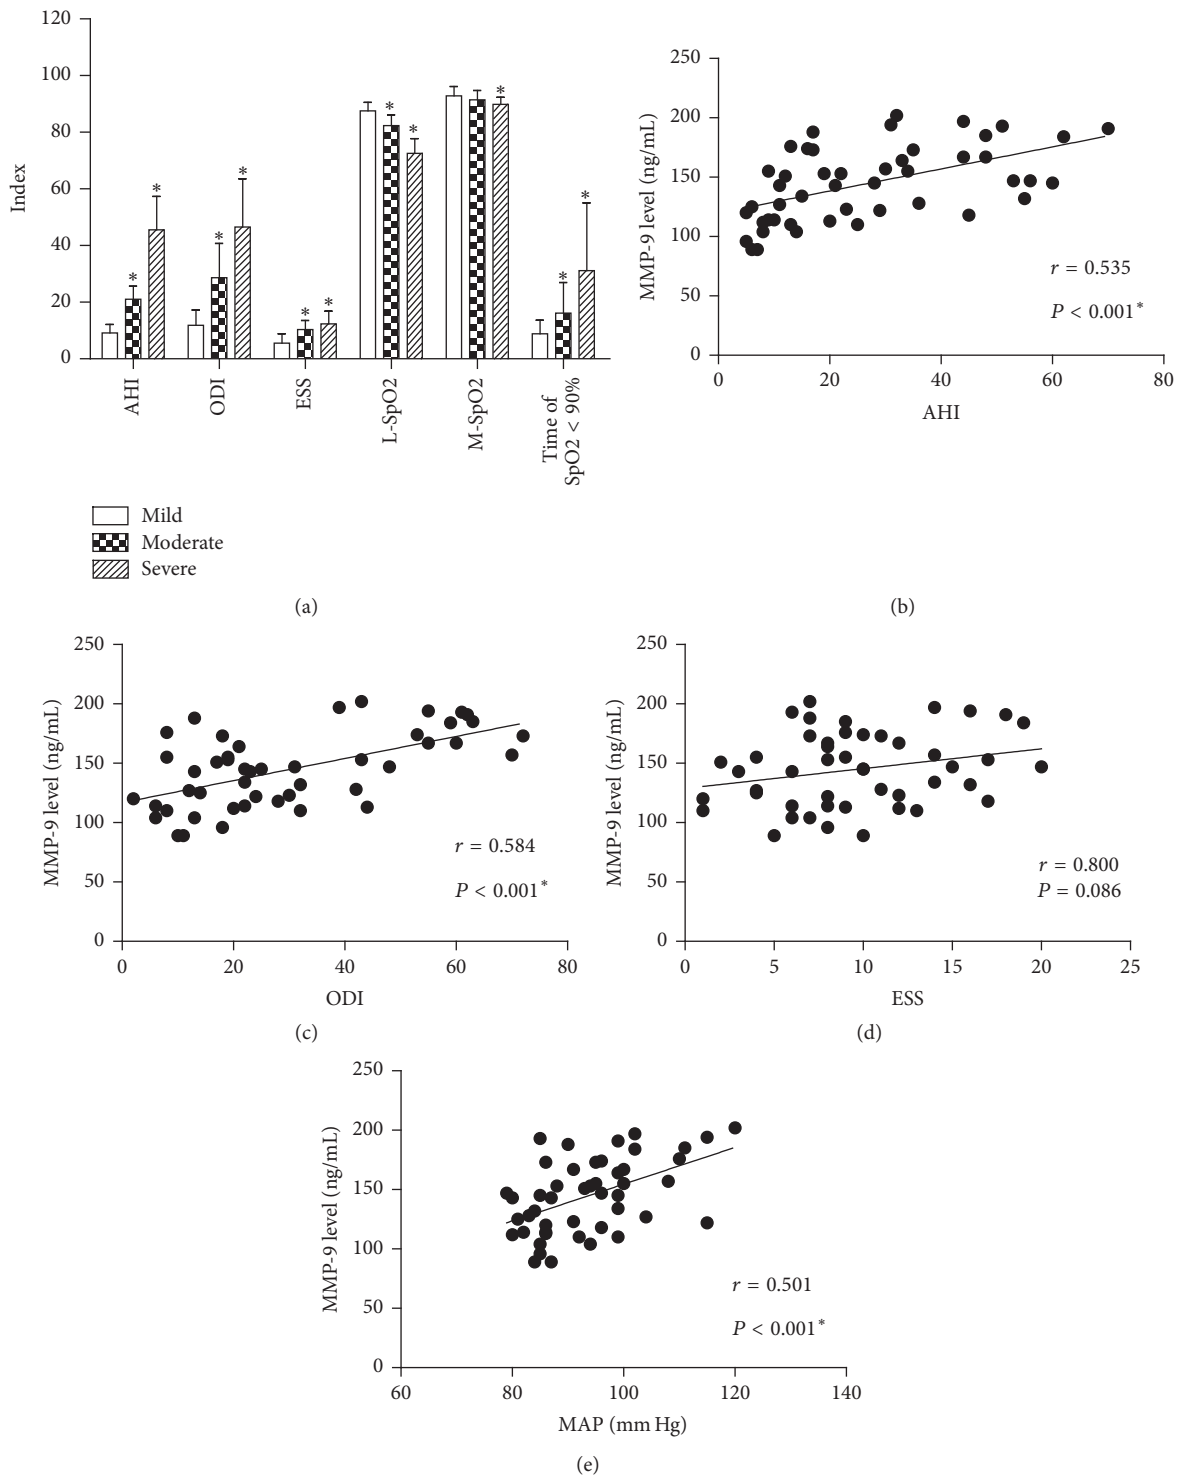 120
100
80
60
40
20
0
Index
*
*
*
*
*
*
*
*
*
*
*
AHI
ODI
ESS
L-SpO2
M-SpO2
Time of
SpO2 < 90%
Mild
Moderate
Severe
(a)
250
200
150
100
50
0
MMP-9 level (ng/mL)
r = 0.535
P < 0.001*
0 20 40 60 80
AHI
(b)
250
200
150
100
50
0
MMP-9 level (ng/mL)
r = 0.584
P < 0.001*
0 20 40 60 80
ODI
(c)
250
200
150
100
50
0
MMP-9 level (ng/mL)
r = 0.800
P = 0.086
0 5 10 15 20 25
ESS
(d)
250
200
150
100
50
0
MMP-9 level (ng/mL)
r = 0.501
P < 0.001*
60 80 100 120 140
MAP (mm Hg)
(e)